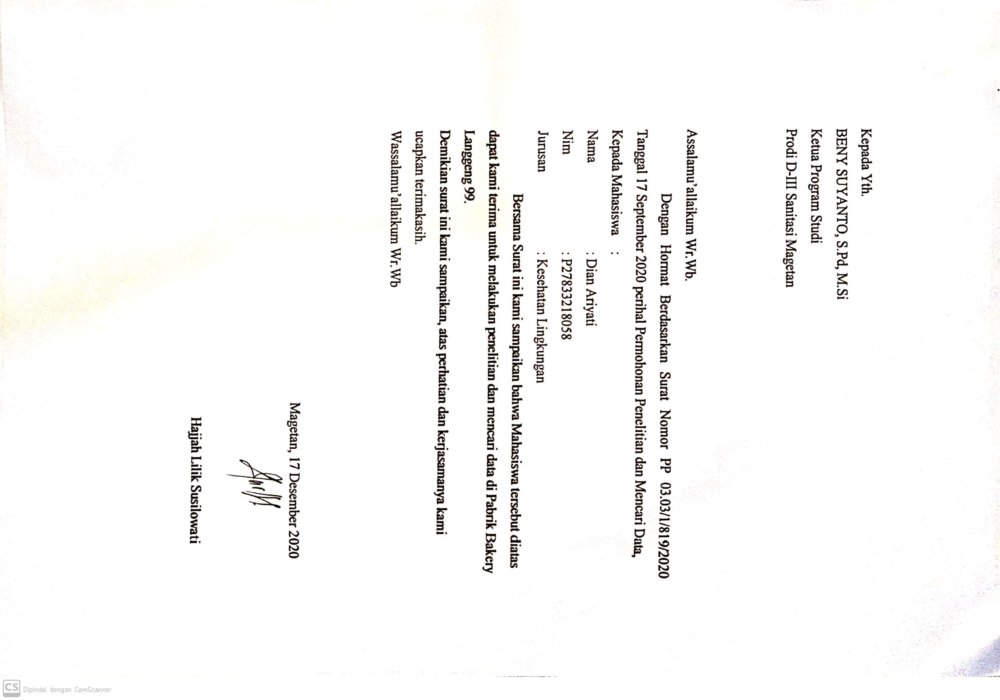 Kepada Yth.
BENY SUYANTO, S.Pd, M.Si
Ketua Program Studi
Prodi D-III Sanitasi Magetan
Assalamu'allaikum Wr.Wb.
Dengan Hormat Berdasarkan Surat Nomor PP 03.03/1/819/2020
Tanggal 17 September 2020 perihal Permohonan Penelitian dan Mencari Data,
Kepada Mahasiswa :
Nama : Dian Ariyati
Nim : P27833218058
Jurusan : Kesehatan Lingkungan
Bersama Surat ini kami sampaikan bahwa Mahasiswa tersebut diatas
dapat kami terima untuk melakukan penelitian dan mencari data di Pabrik Bakery
Langgeng 99.
Demikian surat ini kami sampaikan, atas perhatian dan kerjasamanya kami
ucapkan terimakasih.
Wassalamu'allaikum Wr.Wb
Magetan, 17 Desember 2020
Hajjah Lilik Susilowati
CS Dipindai dengan CamScanner